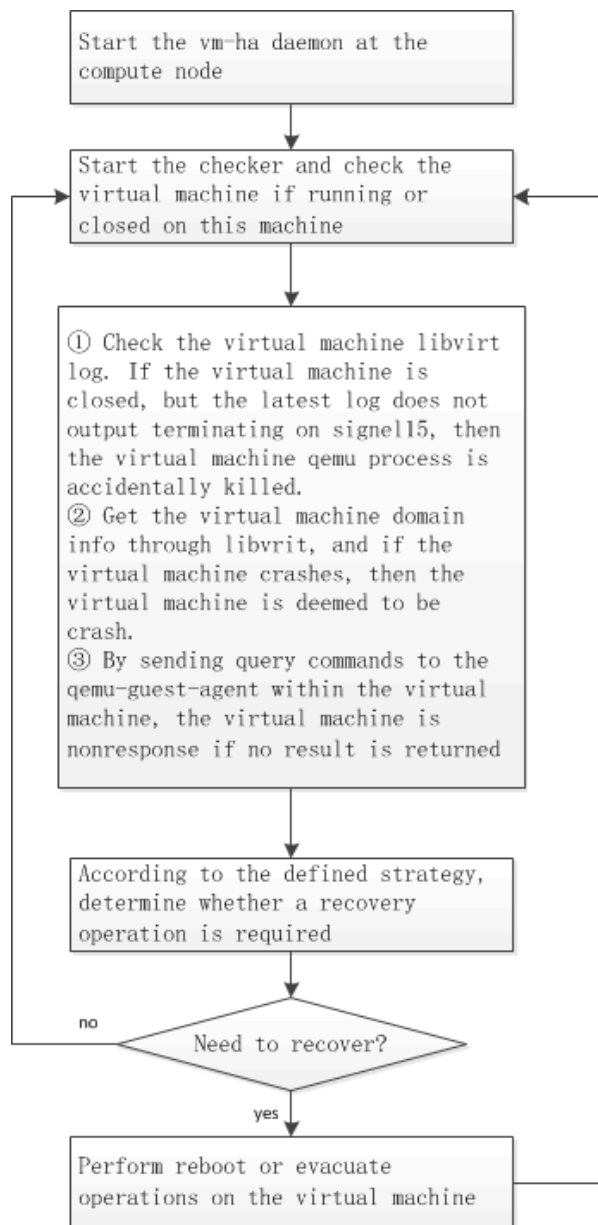 Start the vm-ha daemon at the
compute node
Start the checker and check the
virtual machine if running or
closed on this machine
① Check the virtual machine libvirt
log. If the virtual machine is
closed, but the latest log does not
output terminating on signel15, then
the virtual machine qemu process is
accidentally killed.
② Get the virtual machine domain
info through libvrit, and if the
virtual machine crashes, then the
virtual machine is deemed to be
crash.
③ By sending query commands to the
qemu-guest-agent within the virtual
machine, the virtual machine is
nonresponse if no result is returned
According to the defined strategy,
determine whether a recovery
operation is required
no
Need to recover?
yes
Perform reboot or evacuate
operations on the virtual machine